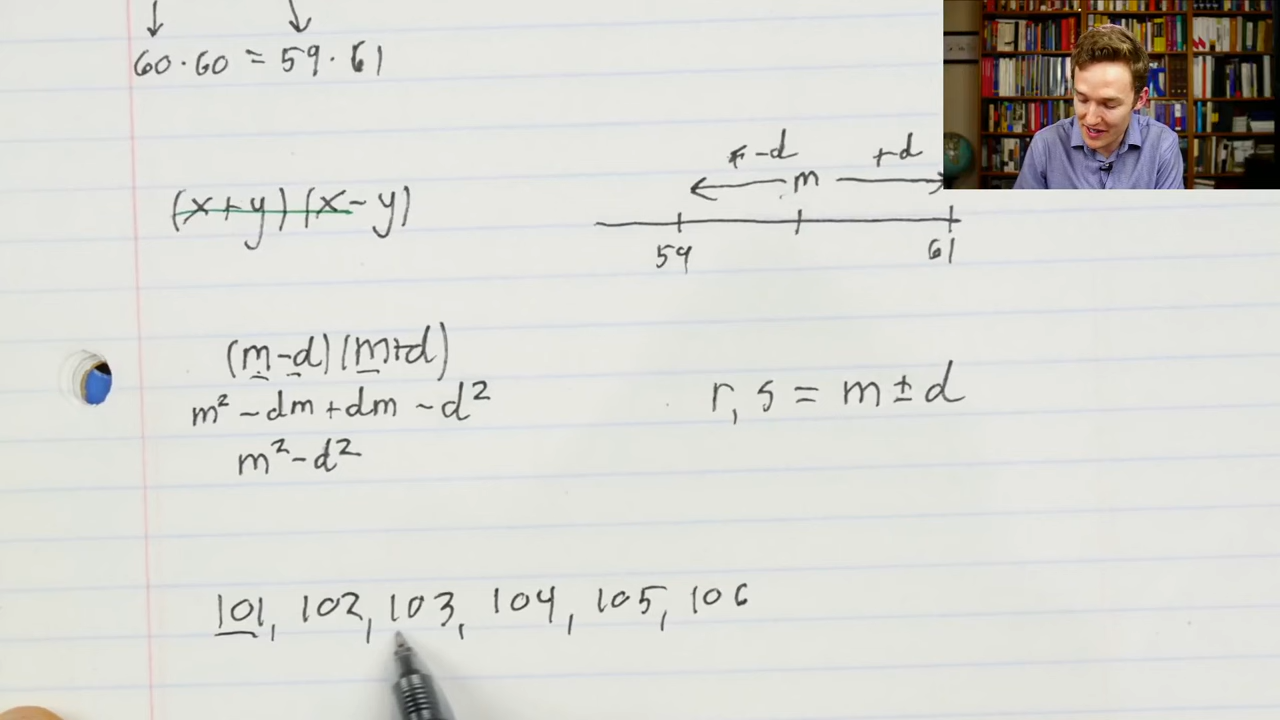 ↓ ↓
60·60 = 59·61
←-d m +d→
(x+y)(x-y)
59 61
(m-d)(m+d)
m² -dm +dm -d²
r, s = m ± d
m²-d²
101, 102, 103, 104, 105, 106